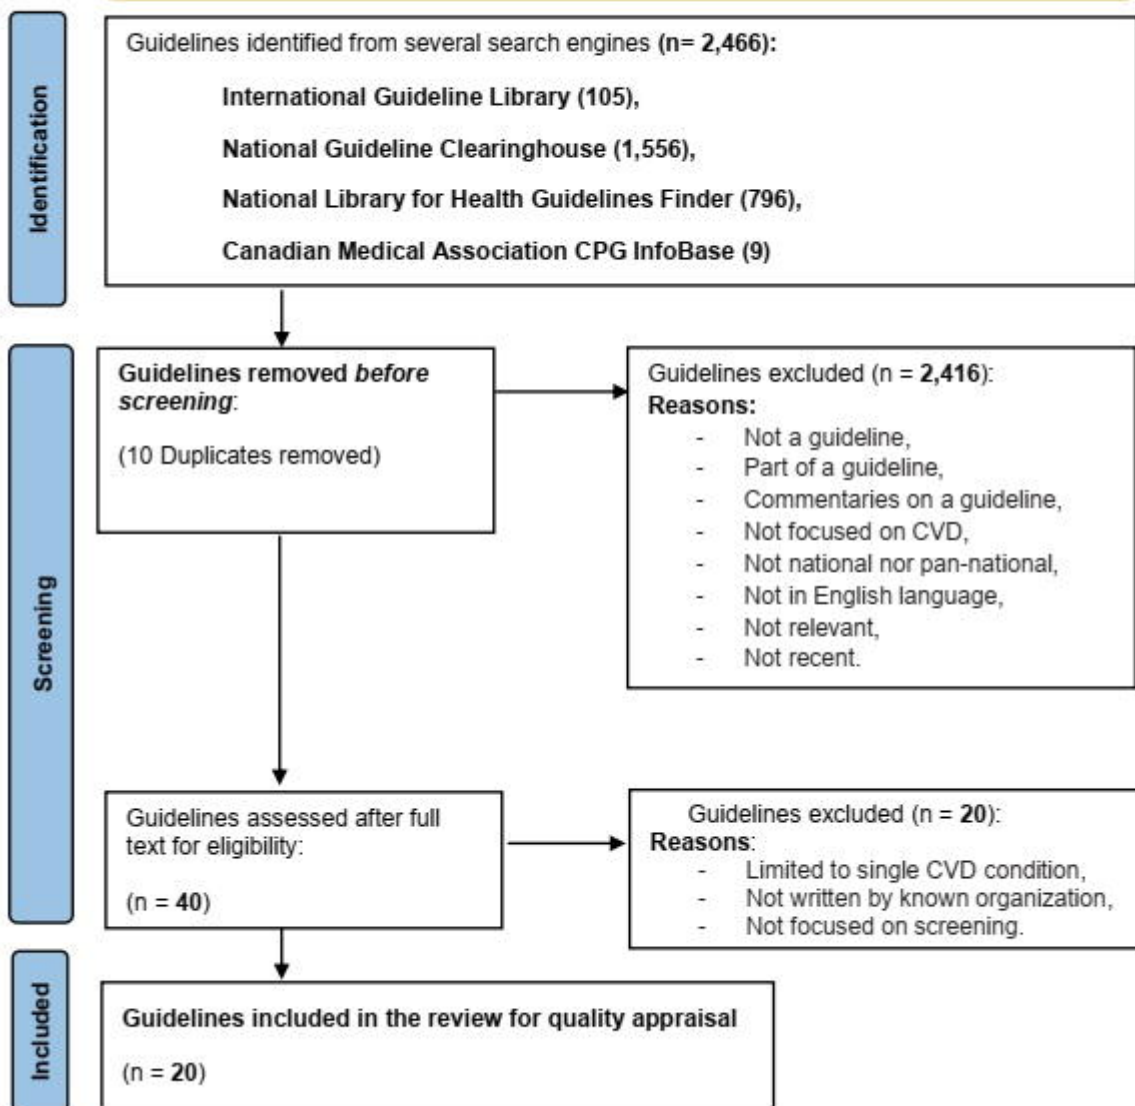 Identification
Guidelines identified from several search engines (n= 2,466):
International Guideline Library (105),
National Guideline Clearinghouse (1,556),
National Library for Health Guidelines Finder (796),
Canadian Medical Association CPG InfoBase (9)
Screening
Guidelines removed before
screening:
(10 Duplicates removed)
Guidelines excluded (n = 2,416):
Reasons:
- Not a guideline,
- Part of a guideline,
- Commentaries on a guideline,
- Not focused on CVD,
- Not national nor pan-national,
- Not in English language,
- Not relevant,
- Not recent.
Guidelines assessed after full
text for eligibility:
(n = 40)
Guidelines excluded (n = 20):
Reasons:
- Limited to single CVD condition,
- Not written by known organization,
- Not focused on screening.
Included
Guidelines included in the review for quality appraisal
(n = 20)